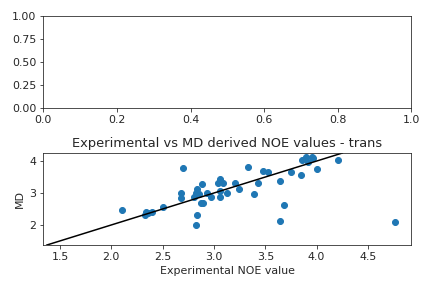 1.00
0.75
0.50
0.25
0.00
0.0 0.2 0.4 0.6 0.8 1.0
Experimental vs MD derived NOE values - trans
4
3
2
MD
1.5 2.0 2.5 3.0 3.5 4.0 4.5
Experimental NOE value